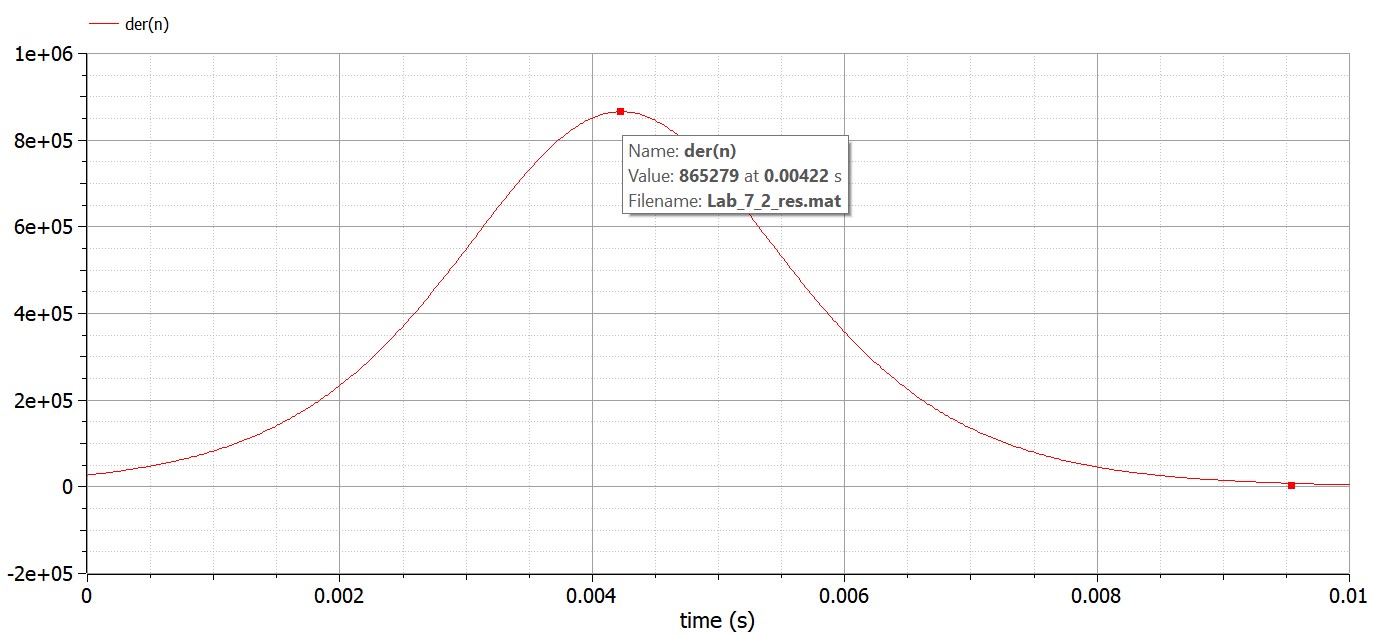 der(n)
1e+06
8e+05
6e+05
4e+05
2e+05
0
-2e+05
Name: der(n)
Value: 865279 at 0.00422 s
Filename: Lab_7_2_res.mat
0 0.002 0.004 0.006 0.008 0.01
time (s)